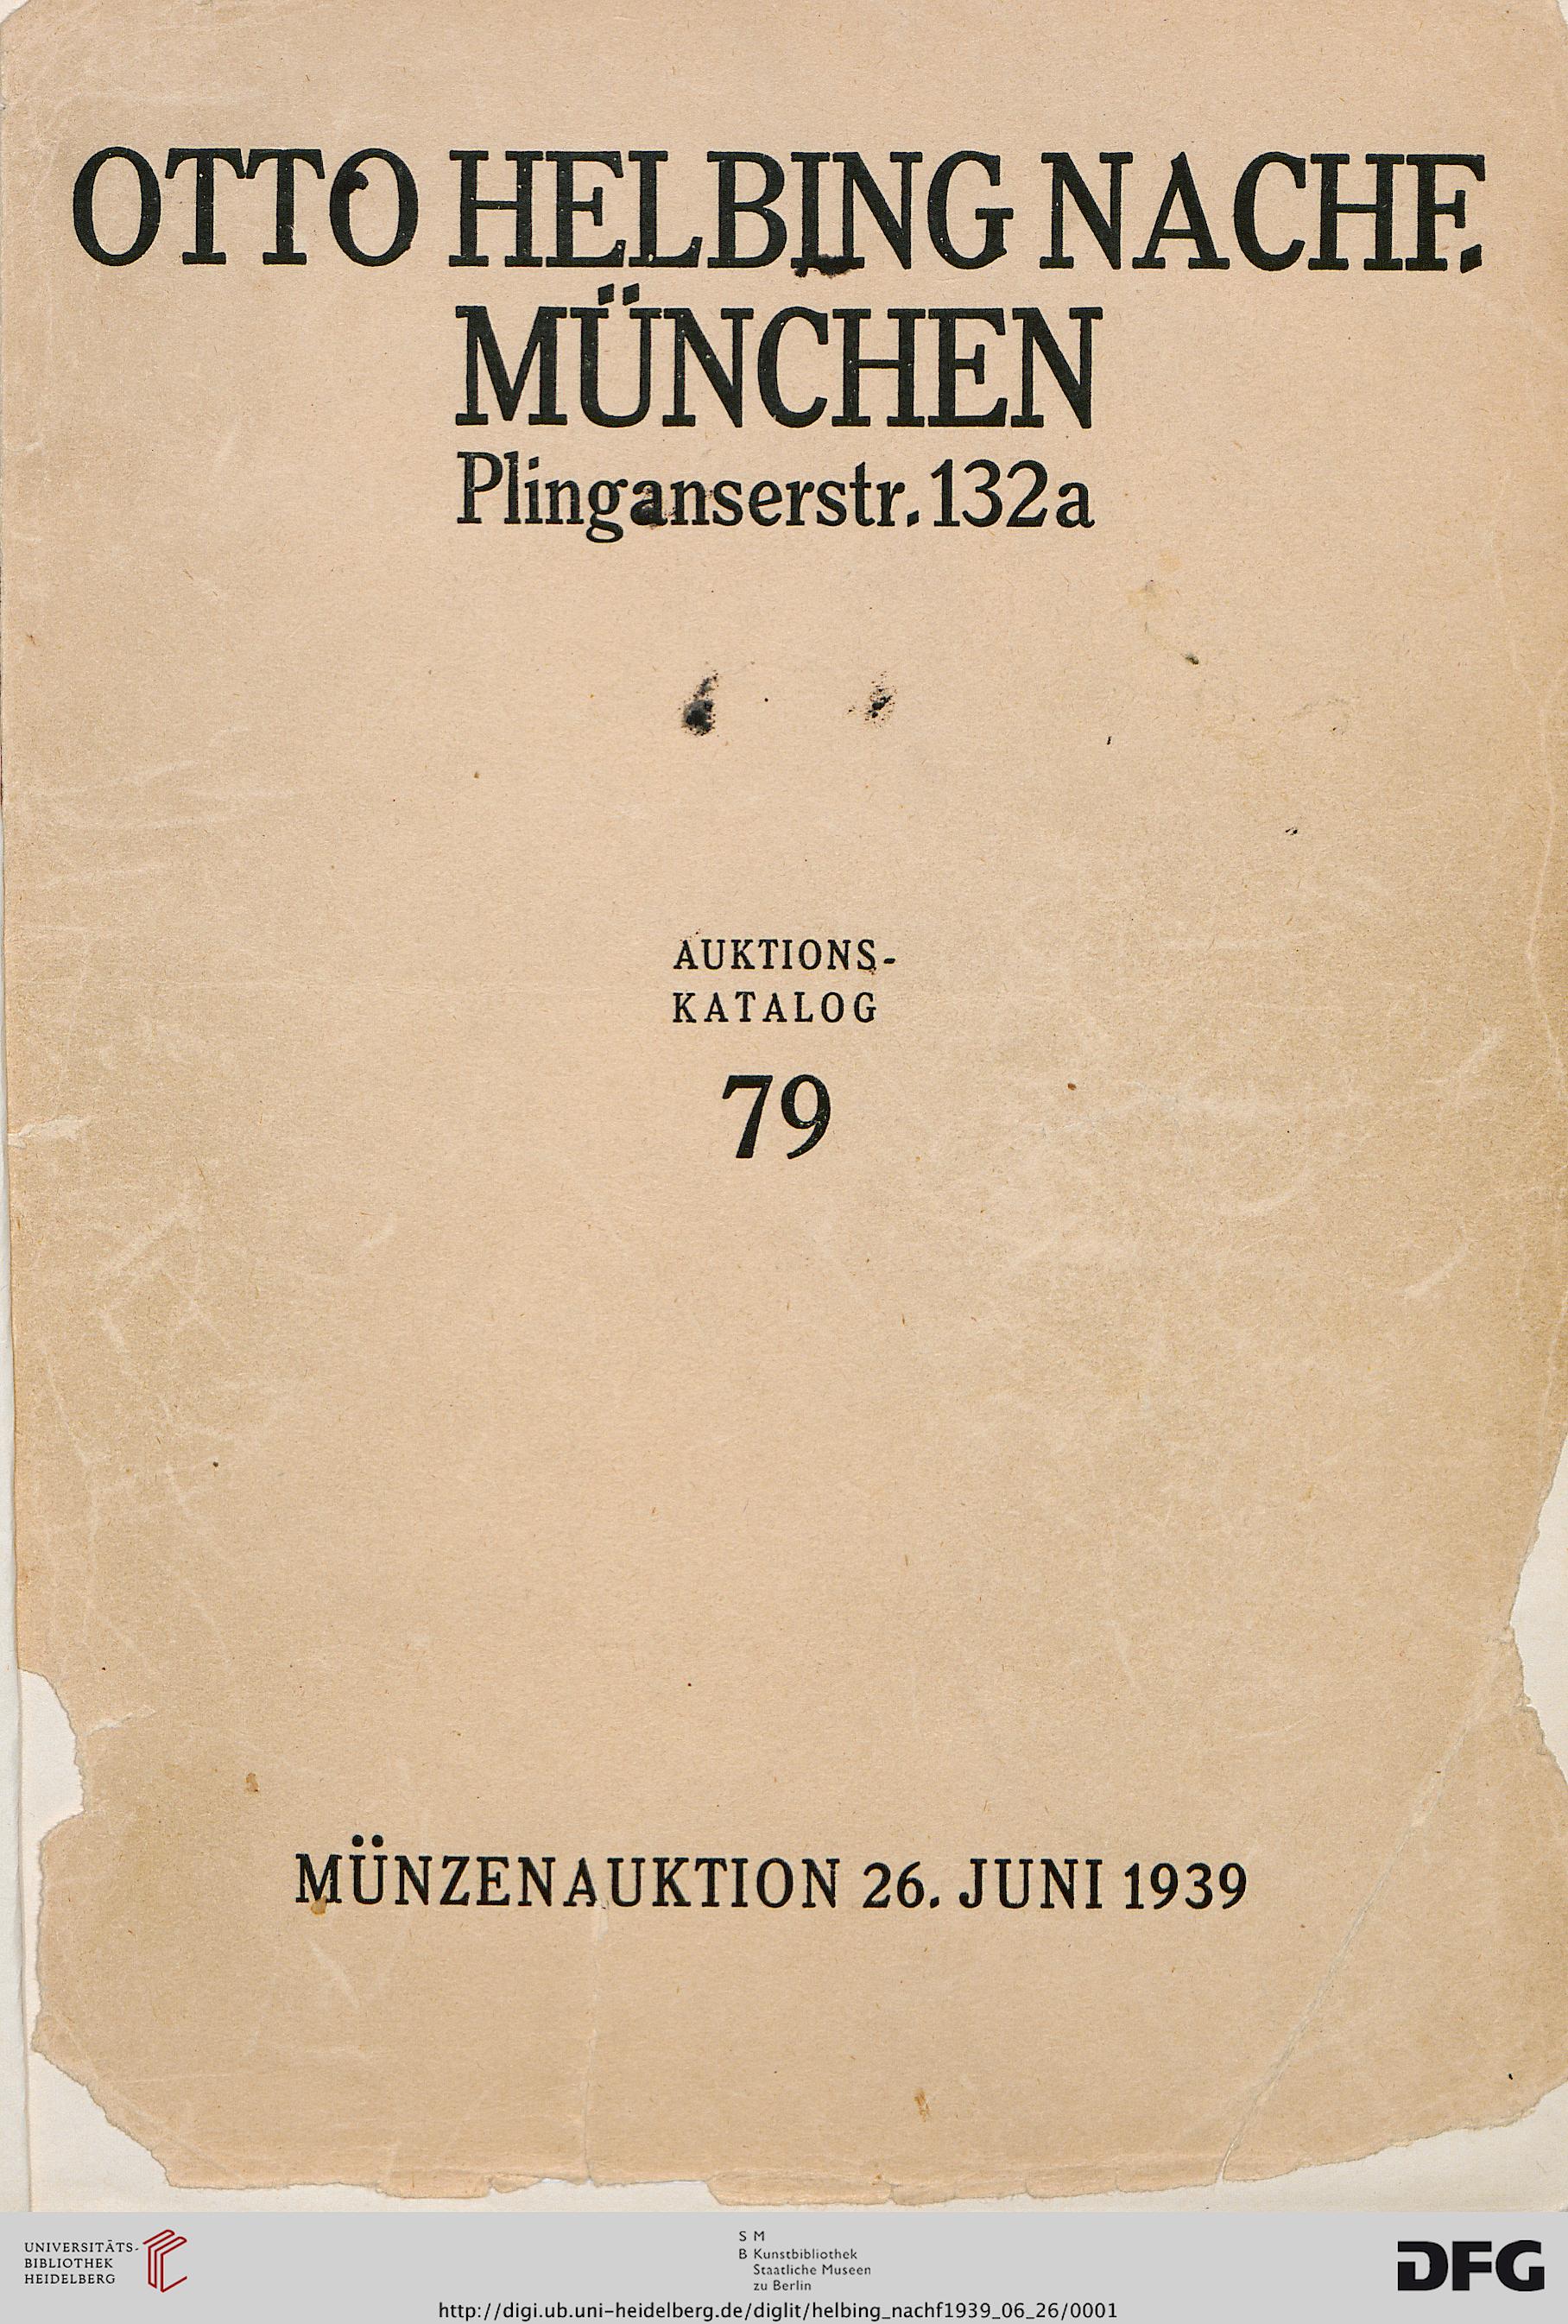 OTTO HELBING NACHF.
MÜNCHEN
Plinganserstr. 132a
AUKTIONS-
KATALOG
79
MÜNZENAUKTION 26. JUNI 1939
UNIVERSITÄTS-
BIBLIOTHEK
HEIDELBERG
S M
B Kunstbibliothek
Staatliche Museen
zu Berlin
DFG
http://digi.ub.uni-heidelberg.de/diglit/helbing_nachf1939_06_26/0001